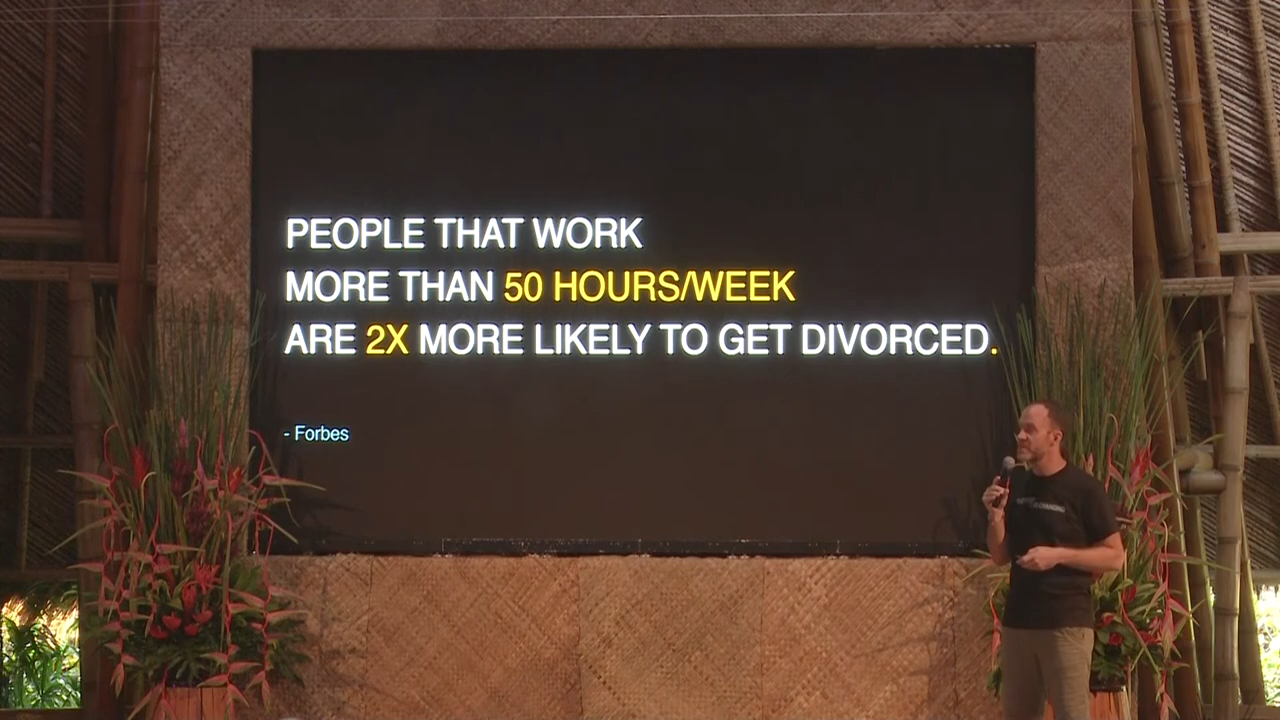 PEOPLE THAT WORK
MORE THAN 50 HOURS/WEEK
ARE 2X MORE LIKELY TO GET DIVORCED.
- Forbes